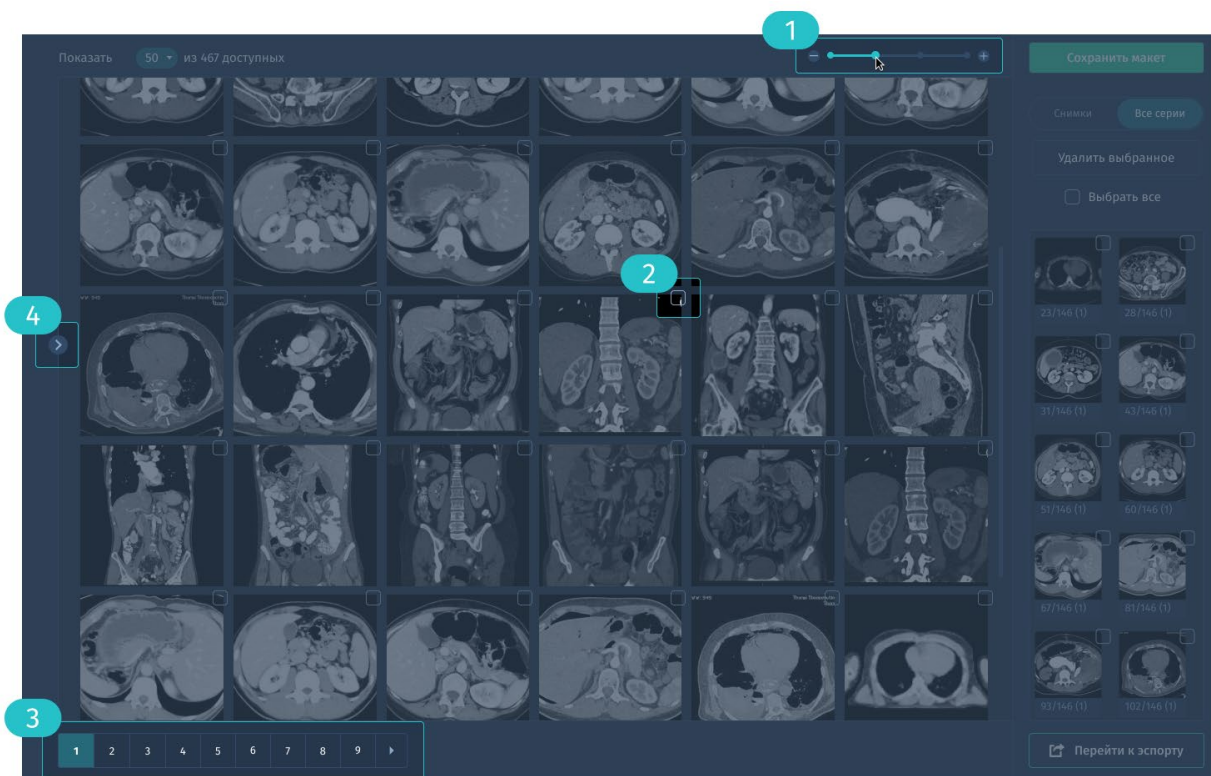 1
Показать 50 из 467 доступных
Сохранить макет
Снимки Все серии
Удалить выбранное
Выбрать все
2
4
23/146 (1) 28/146 (1)
31/146 (1) 43/146 (1)
51/146 (1) 60/146 (1)
67/146 (1) 81/146 (1)
93/146 (1) 102/146 (1)
3
1 2 3 4 5 6 7 8 9
Перейти к эспорту